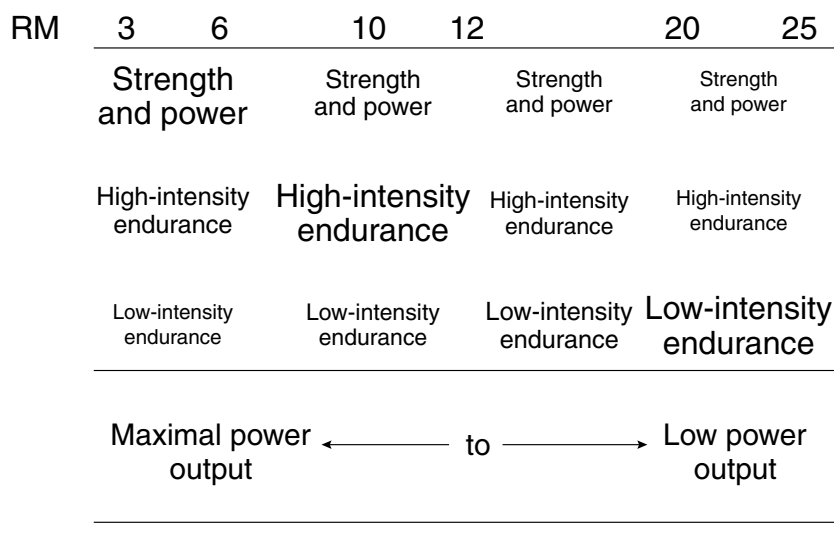 RM 3 6 10 12 20 25
Strength Strength Strength Strength
and power and power and power and power
High-intensity High-intensity High-intensity High-intensity
endurance endurance endurance endurance
Low-intensity Low-intensity Low-intensity Low-intensity
endurance endurance endurance endurance
Maximal power to Low power
output output